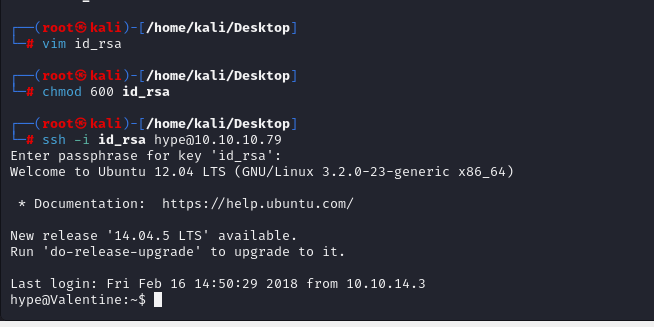 ┌──(root㉿kali)-[/home/kali/Desktop]
└─# vim id_rsa
┌──(root㉿kali)-[/home/kali/Desktop]
└─# chmod 600 id_rsa
┌──(root㉿kali)-[/home/kali/Desktop]
└─# ssh -i id_rsa hype@10.10.10.79
Enter passphrase for key 'id_rsa':
Welcome to Ubuntu 12.04 LTS (GNU/Linux 3.2.0-23-generic x86_64)
* Documentation:  https://help.ubuntu.com/
New release '14.04.5 LTS' available.
Run 'do-release-upgrade' to upgrade to it.
Last login: Fri Feb 16 14:50:29 2018 from 10.10.14.3
hype@Valentine:~$